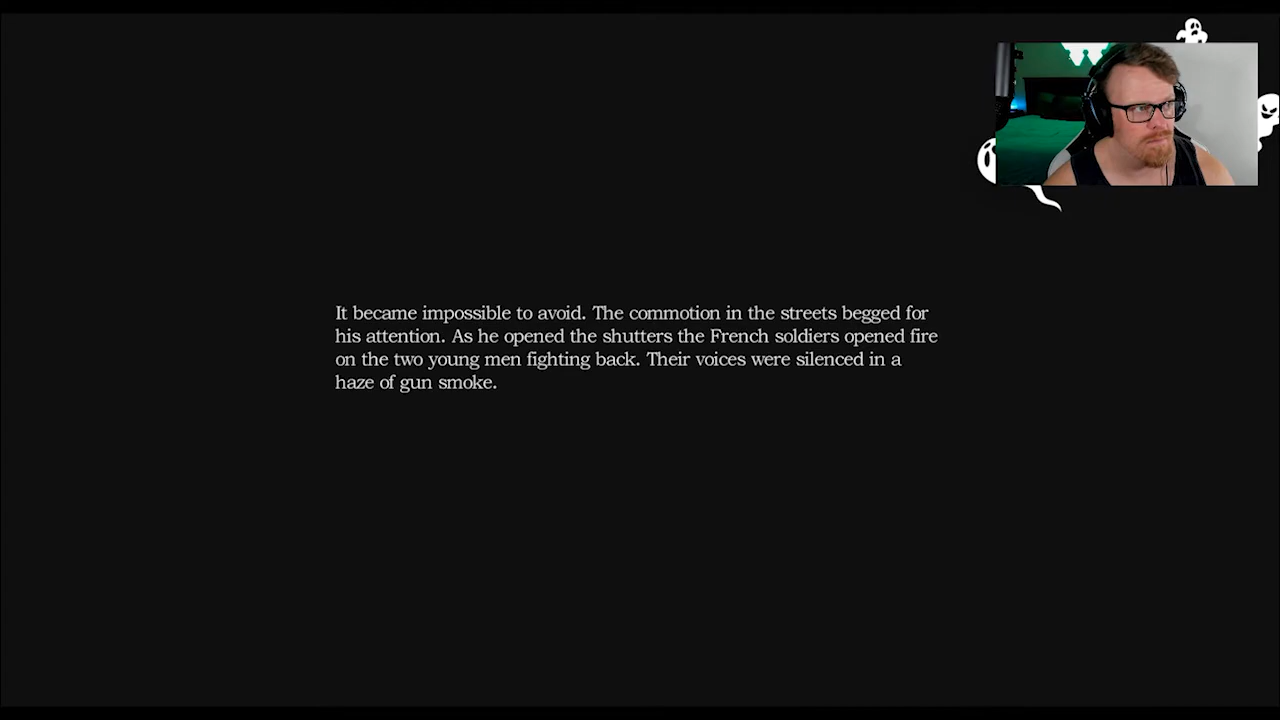 It became impossible to avoid. The commotion in the streets begged for
his attention. As he opened the shutters the French soldiers opened fire
on the two young men fighting back. Their voices were silenced in a
haze of gun smoke.